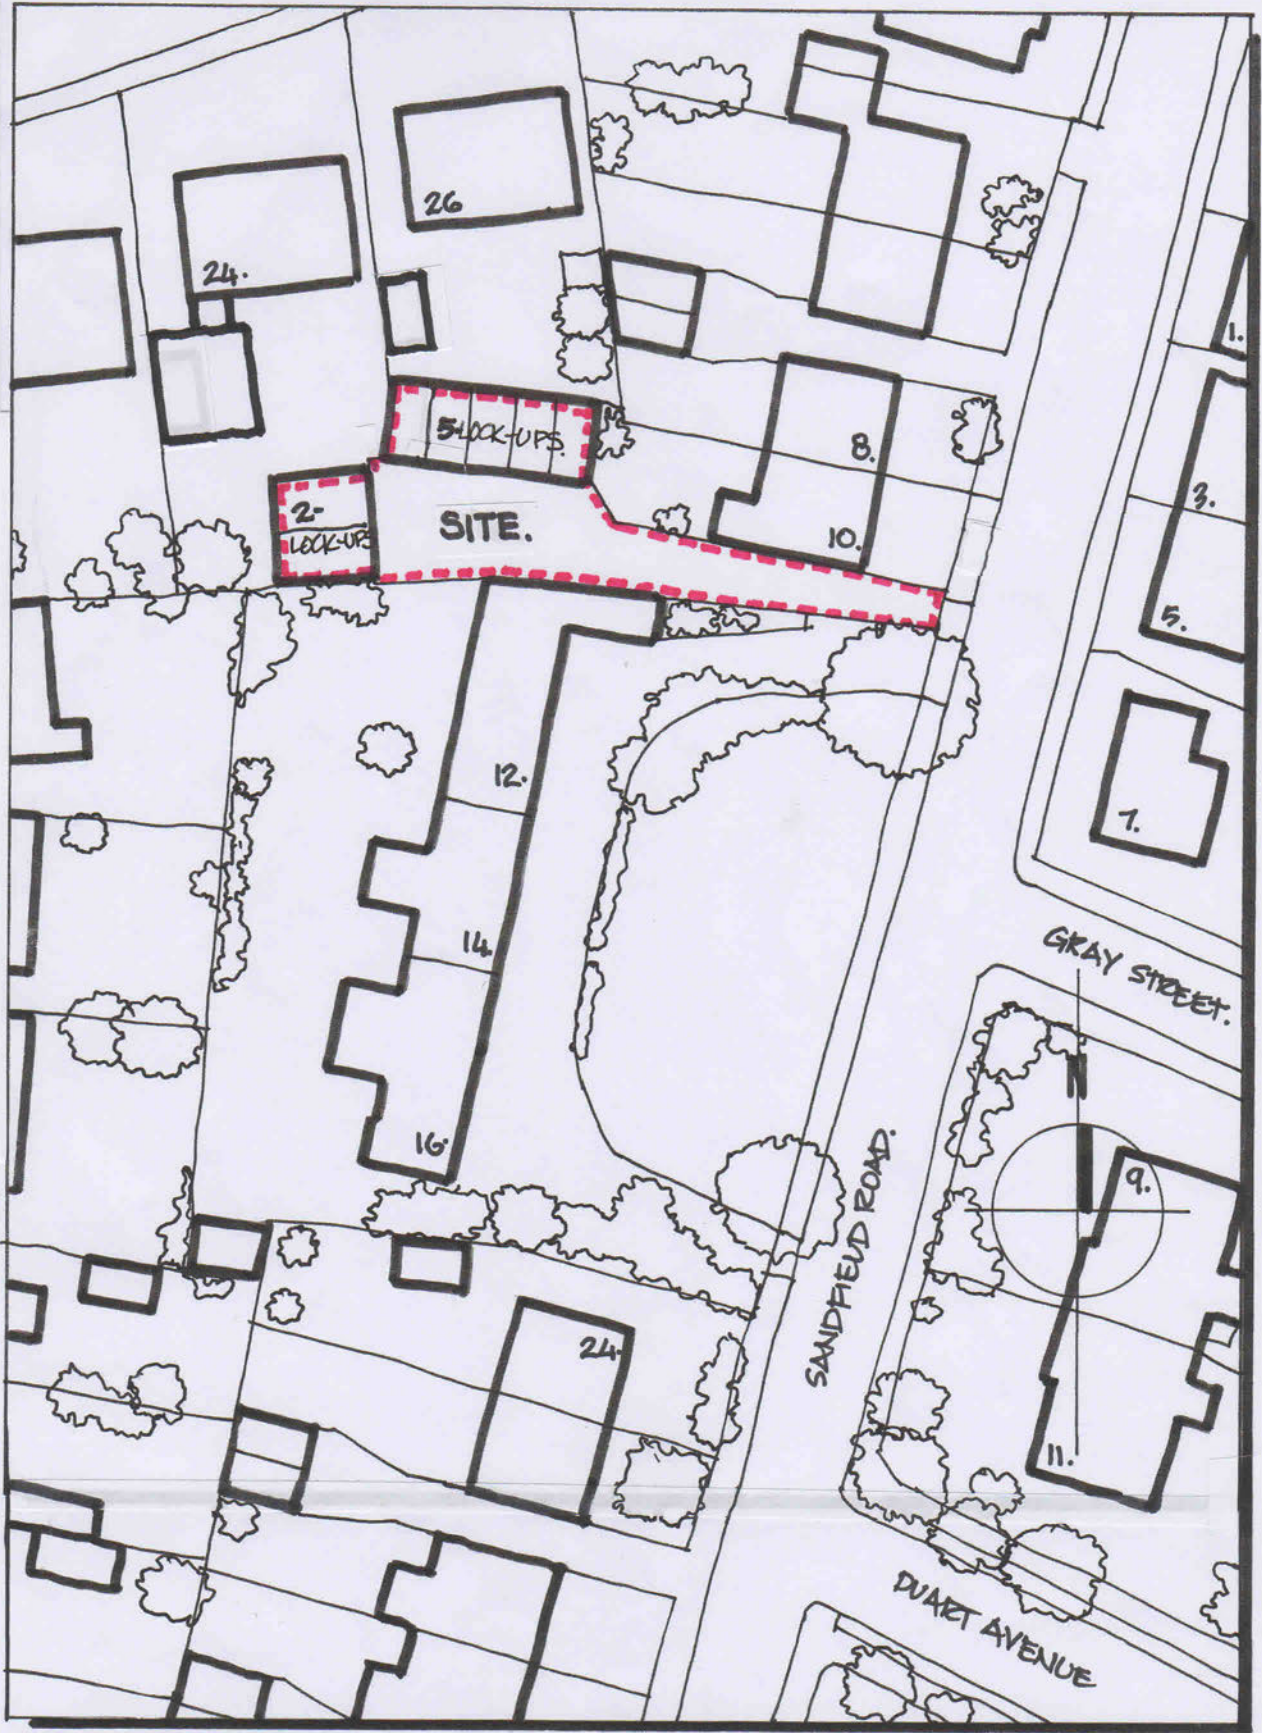 26
24.
1.
5-LOCK-UPS.
8.
2-
LOCK-UPS
SITE.
10.
3.
5.
12.
7.
14.
GRAY STREET.
N
16.
9.
SANDFIELD ROAD.
24.
11.
DUART AVENUE